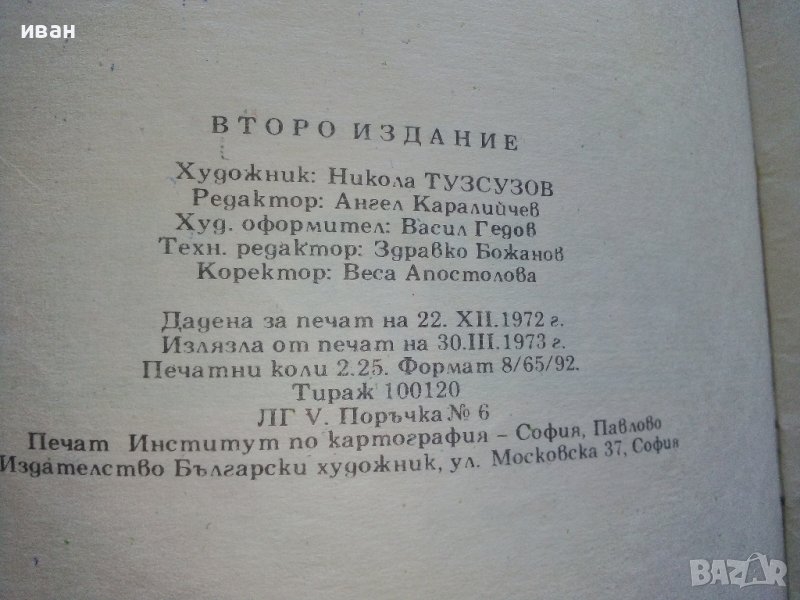 иван
ВТОРО ИЗДАНИЕ
Художник: Никола ТУЗСУЗОВ
Редактор: Ангел Каралийчев
Худ. оформител: Васил Гедов
Техн. редактор: Здравко Божанов
Коректор: Веса Апостолова
Дадена за печат на 22. XII. 1972 г.
Излязла от печат на 30.III. 1973 г.
Печатни коли 2.25. Формат 8/65/92.
Тираж 100120
ЛГ V. Поръчка № 6
Печат Институт по картография – София, Павлово
Издателство Български художник, ул. Московска 37, София
BAZAR